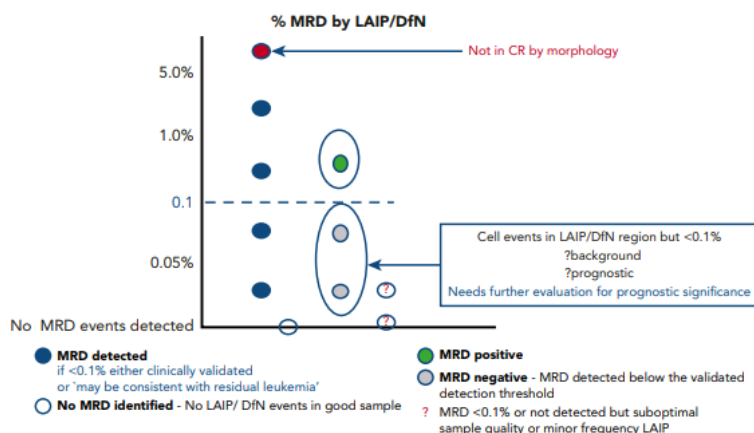 % MRD by LAIP/DfN
Not in CR by morphology
5.0%
1.0%
0.1
0.05%
No MRD events detected
Cell events in LAIP/DfN region but <0.1%
?background
?prognostic
Needs further evaluation for prognostic significance
?
?
MRD detected
if <0.1% either clinically validated
or `may be consistent with residual leukemia’
No MRD identified - No LAIP/ DfN events in good sample
MRD positive
MRD negative - MRD detected below the validated
detection threshold
? MRD <0.1% or not detected but suboptimal
sample quality or minor frequency LAIP